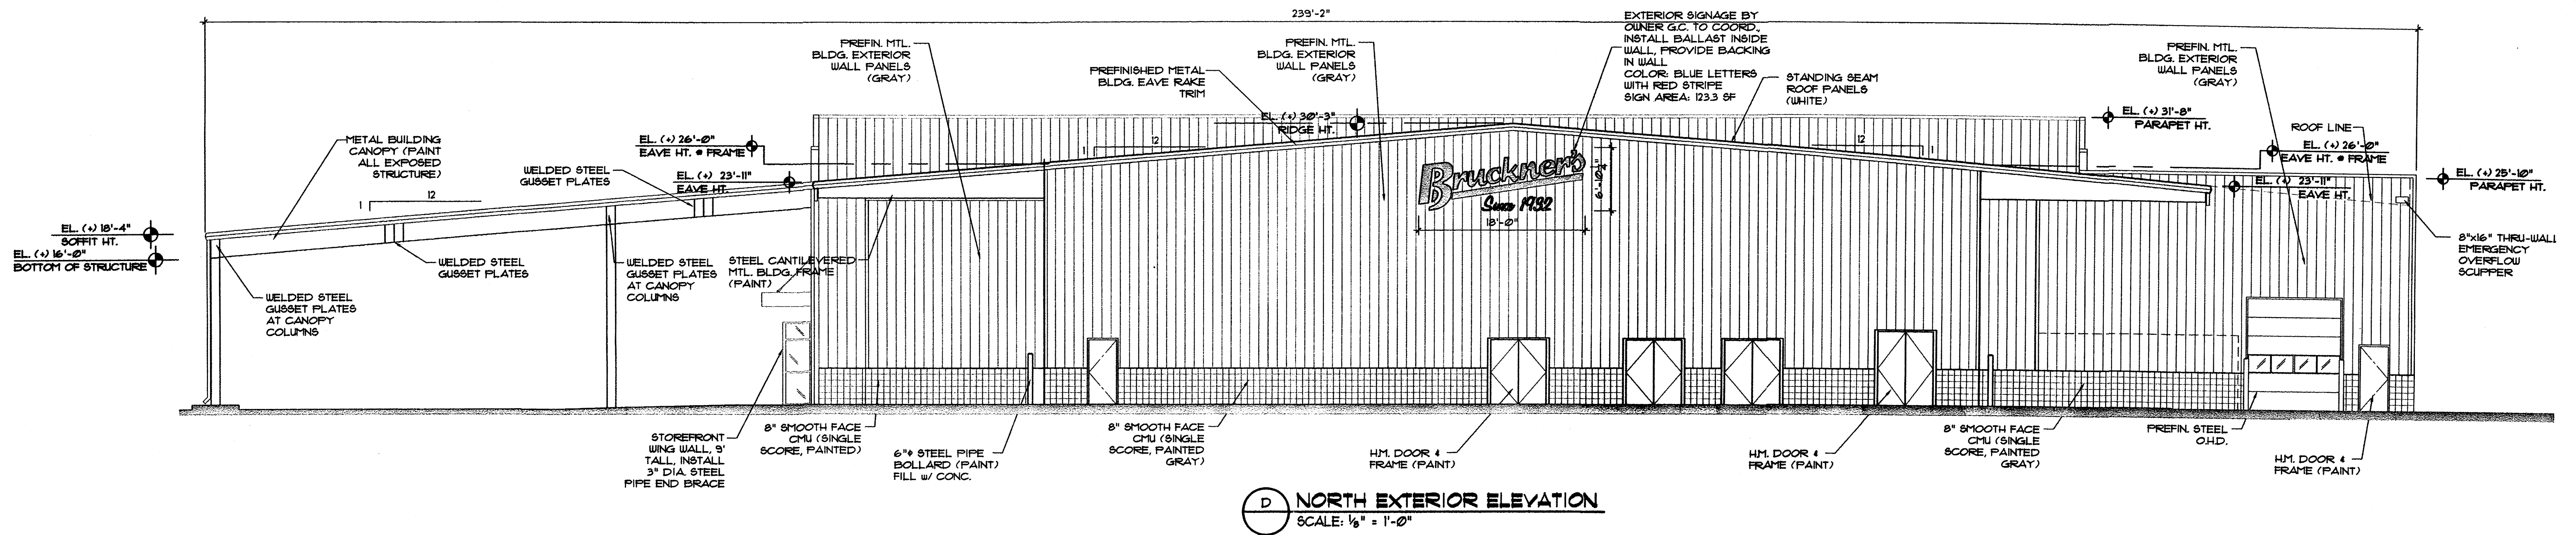 239'-2"
EXTERIOR SIGNAGE BY
OWNER G.C. TO COORD.,
INSTALL BALLAST INSIDE
WALL, PROVIDE BACKING
IN WALL
COLOR: BLUE LETTERS
WITH RED STRIPE
SIGN AREA: 123.3 SF
PREFIN. MTL.
BLDG. EXTERIOR
WALL PANELS
(GRAY)
PREFINISHED METAL
BLDG. EAVE RAKE
TRIM
PREFIN. MTL.
BLDG. EXTERIOR
WALL PANELS
(GRAY)
STANDING SEAM
ROOF PANELS
(WHITE)
PREFIN. MTL.
BLDG. EXTERIOR
WALL PANELS
(GRAY)
EL. (+) 30'-3"
RIDGE HT.
EL. (+) 31'-8"
PARAPET HT.
ROOF LINE
METAL BUILDING
CANOPY (PAINT
ALL EXPOSED
STRUCTURE)
EL. (+) 26'-0"
EAVE HT. @ FRAME
WELDED STEEL
GUSSET PLATES
EL. (+) 23'-11"
EAVE HT.
1
12
12
1
EL. (+) 26'-0"
EAVE HT. @ FRAME
EL. (+) 25'-10"
PARAPET HT.
EL. (+) 23'-11"
EAVE HT.
1
12
Bruckner's
Since 1932
6'-10 1/4"
18'-0"
EL. (+) 18'-4"
SOFFIT HT.
EL. (+) 16'-0"
BOTTOM OF STRUCTURE
WELDED STEEL
GUSSET PLATES
AT CANOPY
COLUMNS
WELDED STEEL
GUSSET PLATES
WELDED STEEL
GUSSET PLATES
AT CANOPY
COLUMNS
STEEL CANTILEVERED
MTL. BLDG. FRAME
(PAINT)
8"x16" THRU-WALL
EMERGENCY
OVERFLOW
SCUPPER
STOREFRONT
WING WALL, 9'
TALL, INSTALL
3" DIA. STEEL
PIPE END BRACE
8" SMOOTH FACE
CMU (SINGLE
SCORE, PAINTED)
6"ø STEEL PIPE
BOLLARD (PAINT)
FILL w/ CONC.
8" SMOOTH FACE
CMU (SINGLE
SCORE, PAINTED
GRAY)
H.M. DOOR &
FRAME (PAINT)
H.M. DOOR &
FRAME (PAINT)
8" SMOOTH FACE
CMU (SINGLE
SCORE, PAINTED
GRAY)
PREFIN. STEEL
O.H.D.
H.M. DOOR &
FRAME (PAINT)
D
NORTH EXTERIOR ELEVATION
SCALE: 1/8" = 1'-0"